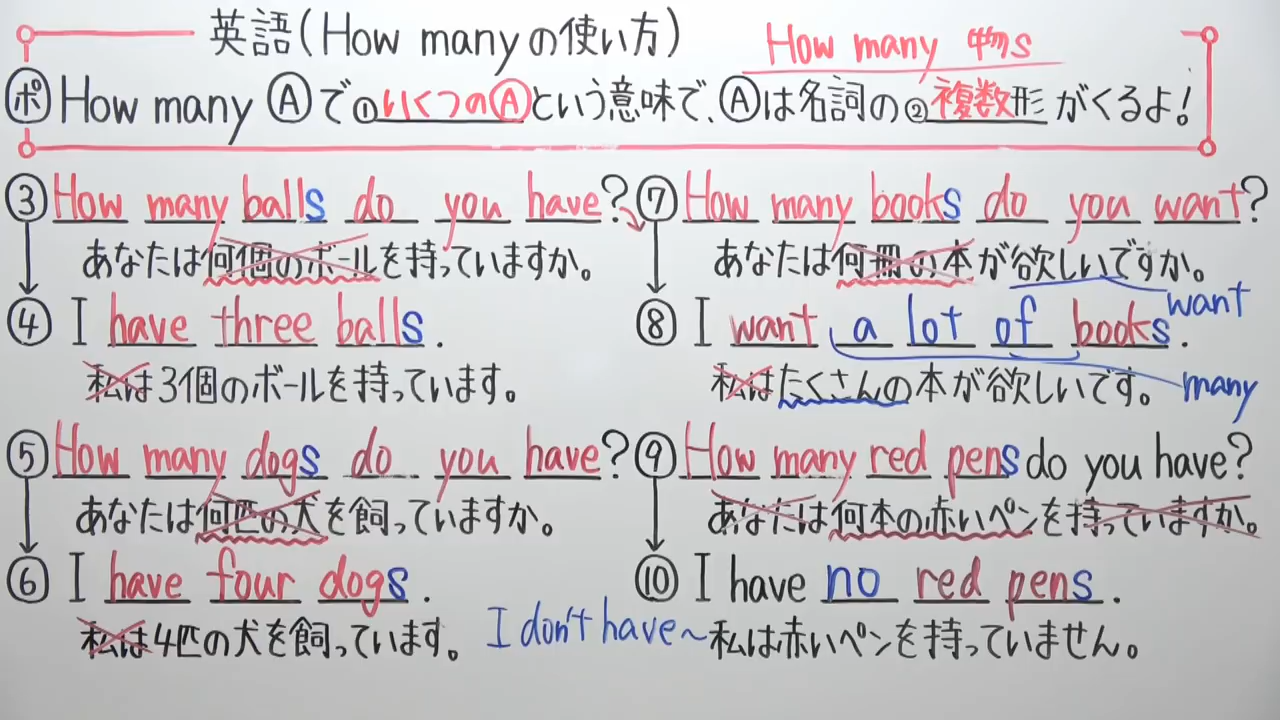 英語(How manyの使い方)
How many 物s
ポ How many Ⓐで①いくつのⒶという意味で、Ⓐは名詞の②複数形がくるよ!
③ How many balls do you have?
あなたは何個のボールを持っていますか。
④ I have three balls.
私は3個のボールを持っています。
⑤ How many dogs do you have?
あなたは何匹の犬を飼っていますか。
⑥ I have four dogs.
私は4匹の犬を飼っています。
⑦ How many books do you want?
あなたは何冊の本が欲しいですか。
want
⑧ I want a lot of books.
私はたくさんの本が欲しいです。
many
⑨ How many red pens do you have?
あなたは何本の赤いペンを持っていますか。
⑩ I have no red pens.
I don't have~
私は赤いペンを持っていません。